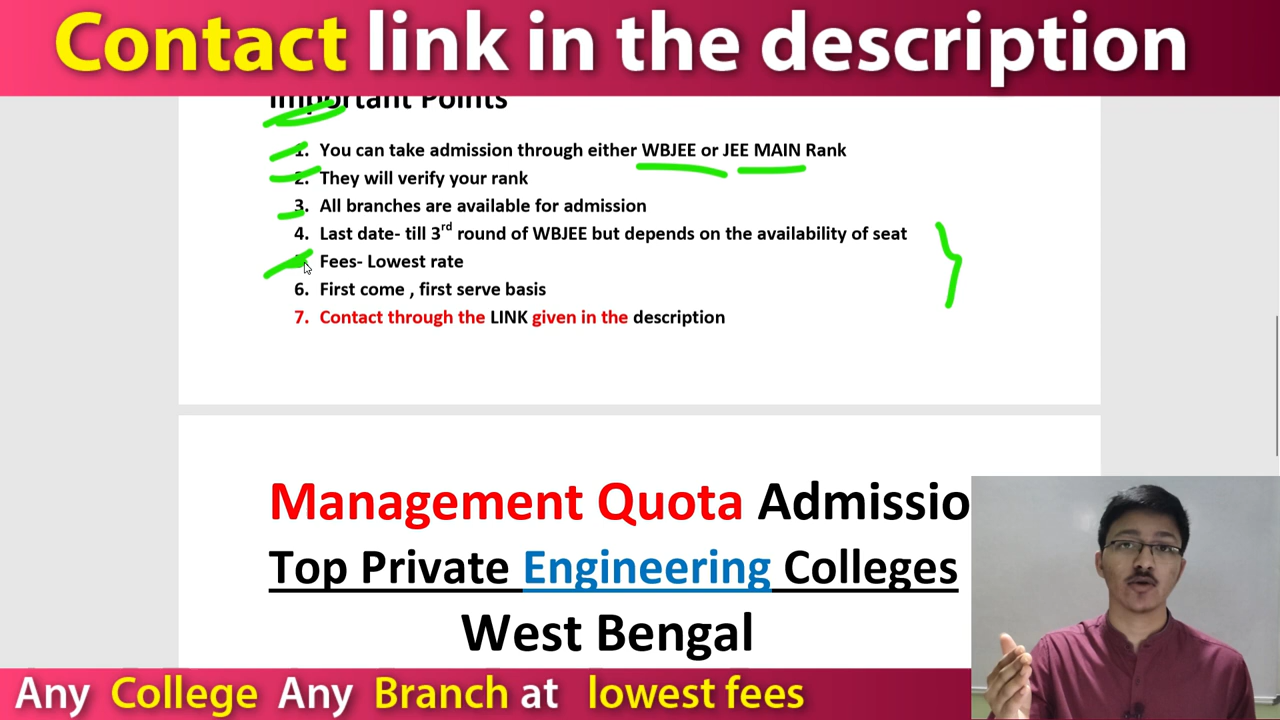 Contact link in the description
Important Points
1. You can take admission through either WBJEE or JEE MAIN Rank
2. They will verify your rank
3. All branches are available for admission
4. Last date- till 3rd round of WBJEE but depends on the availability of seat
Fees- Lowest rate
6. First come , first serve basis
7. Contact through the LINK given in the description
Management Quota Admissio
Top Private Engineering Colleges
West Bengal
Any College Any Branch at lowest fees